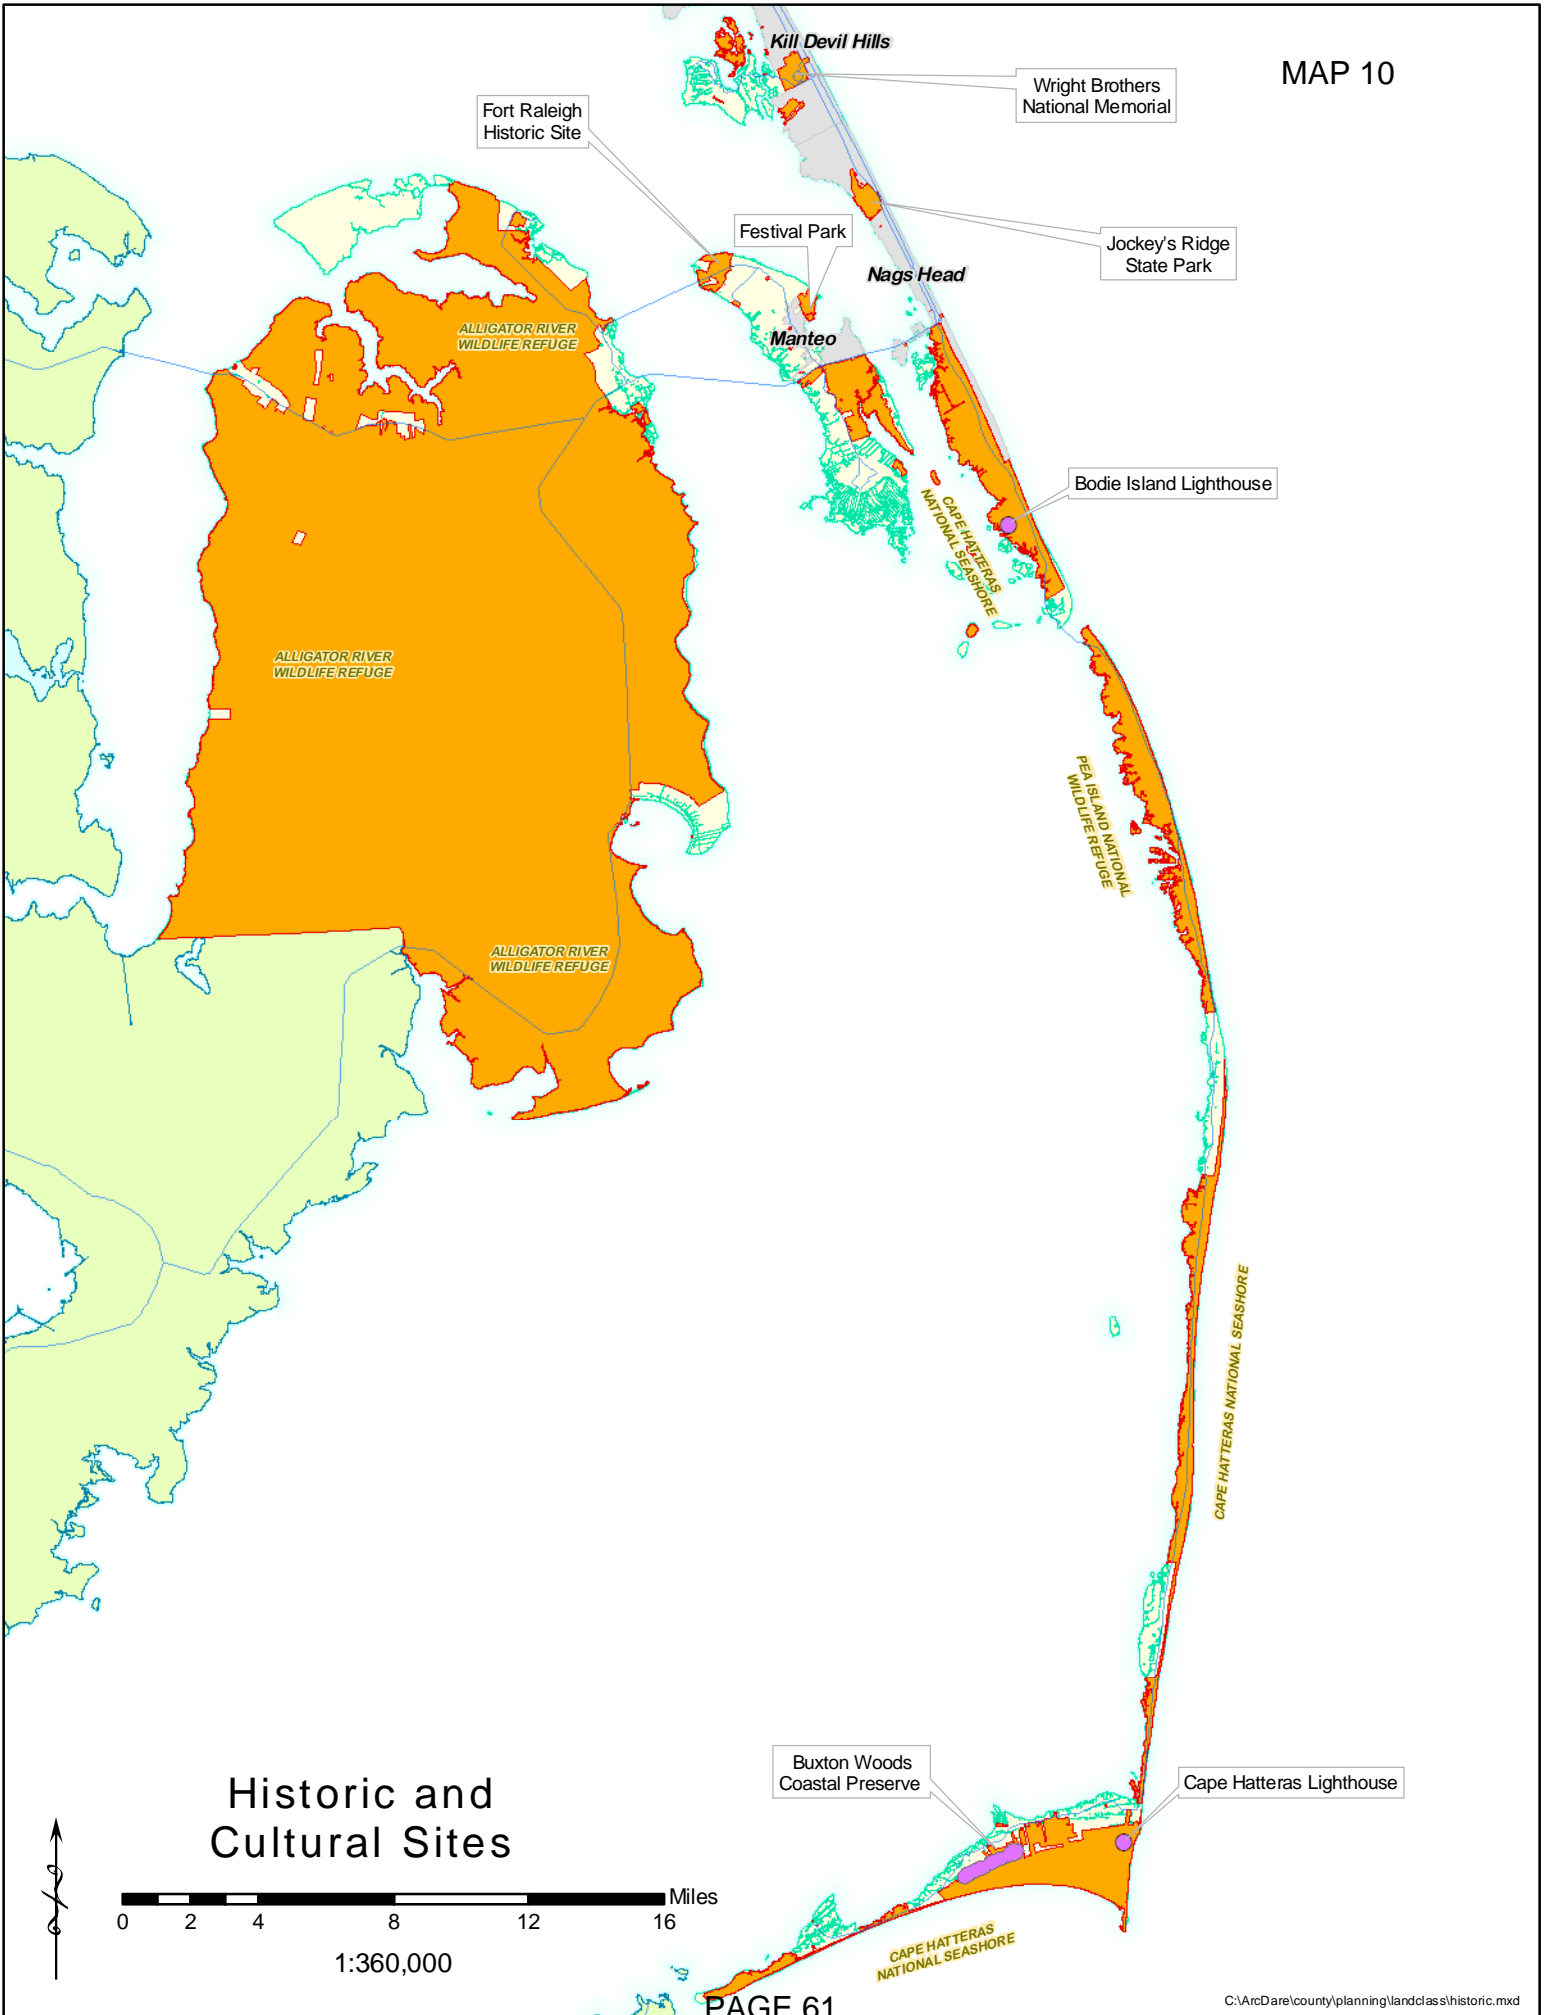 Kill Devil Hills
MAP 10
Wright Brothers
National Memorial
Fort Raleigh
Historic Site
Festival Park
Jockey's Ridge
State Park
Nags Head
ALLIGATOR RIVER
WILDLIFE REFUGE
Manteo
Bodie Island Lighthouse
CAPE HATTERAS
NATIONAL SEASHORE
ALLIGATOR RIVER
WILDLIFE REFUGE
PEA ISLAND NATIONAL
WILDLIFE REFUGE
ALLIGATOR RIVER
WILDLIFE REFUGE
CAPE HATTERAS NATIONAL SEASHORE
Buxton Woods
Coastal Preserve
Cape Hatteras Lighthouse
Historic and
Cultural Sites
Miles
0 2 4 8 12 16
1:360,000
CAPE HATTERAS
NATIONAL SEASHORE
PAGE 61
C:\ArcDare\county\planning\landclass\historic.mxd